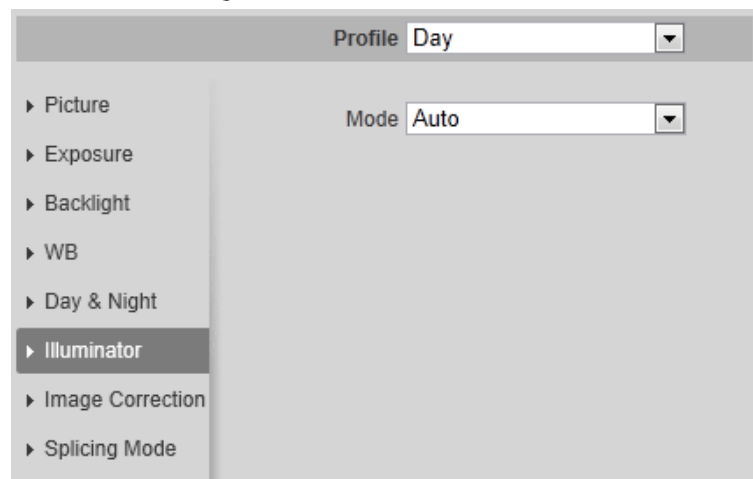 Profile Day
Picture
Mode Auto
Exposure
Backlight
WB
Day & Night
Illuminator
Image Correction
Splicing Mode